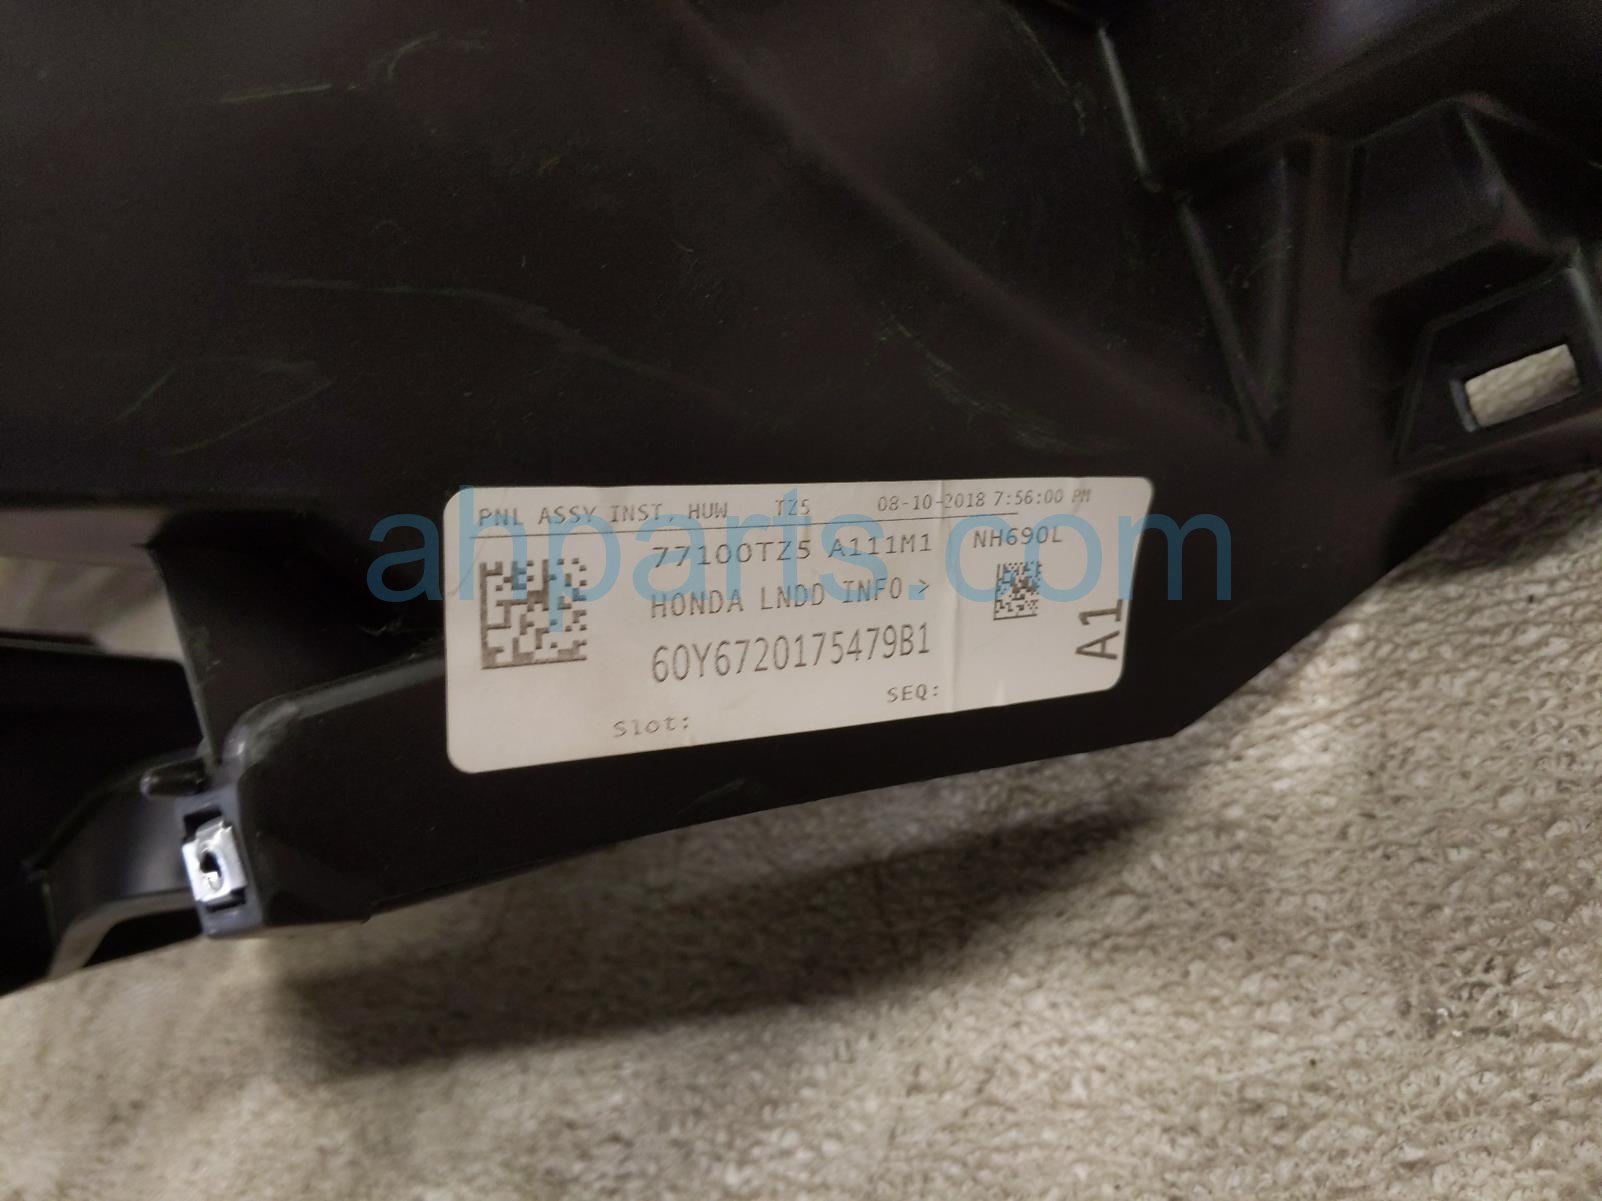 PNL ASSY INST, HUW TZ5 08-10-2018 7:56:00 PM
77100TZ5 A111M1 NH690L
HONDA LNDD INFO >
60Y6720175479B1
A1
SEQ:
Slot:
ahparts.com